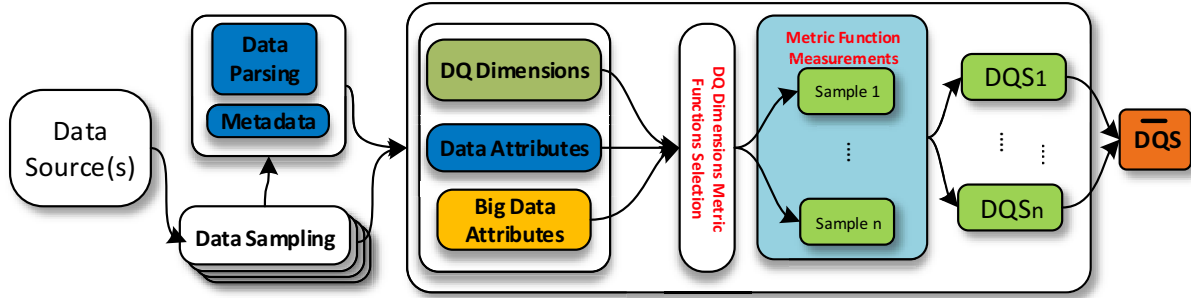 Data
Source(s)
Data
Parsing
Metadata
Data Sampling
DQ Dimensions
Data Attributes
Big Data
Attributes
DQ Dimensions Metric
Functions Selection
Metric Function
Measurements
Sample 1
...
Sample n
DQS1
...
...
DQSn
DQS